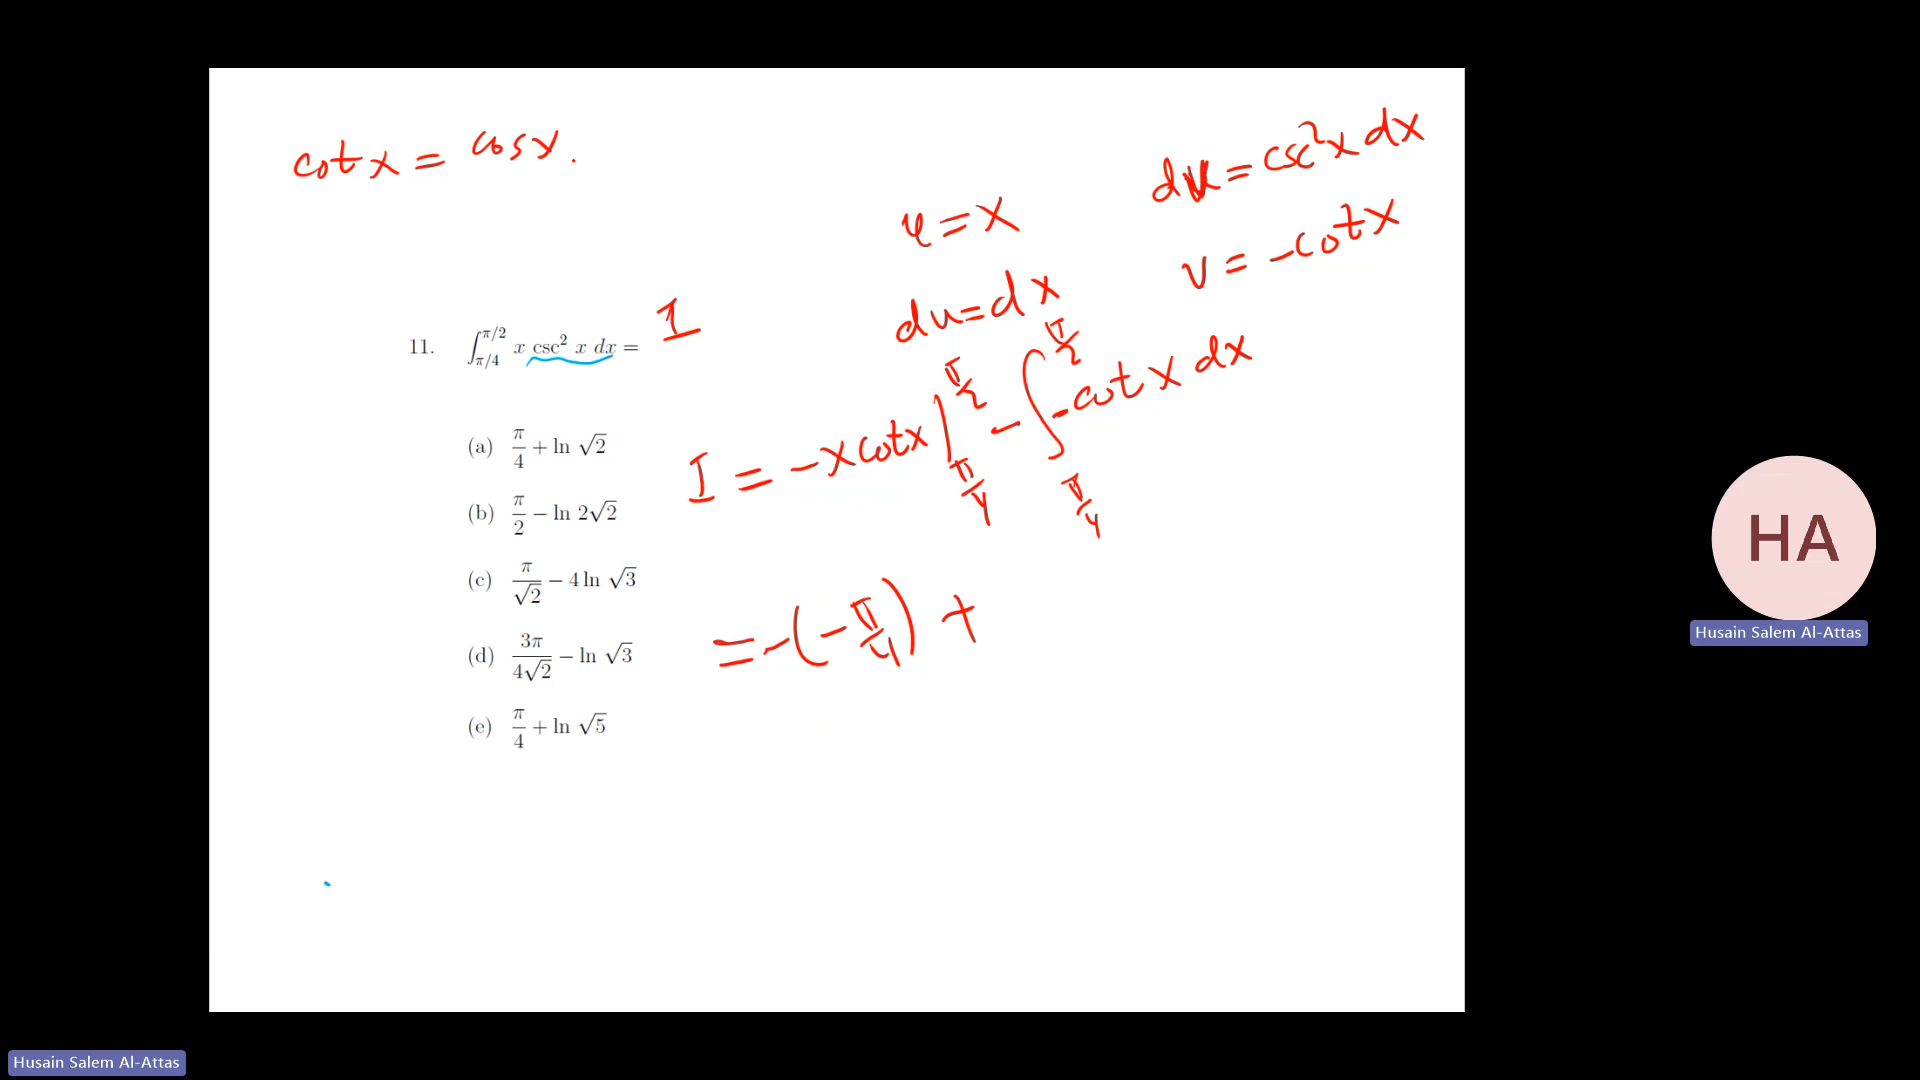 cot x = cos x.
dv = csc²x dx
u = x
v = -cot x
du = dx
11. ∫_{π/4}^{π/2} x csc² x dx = I
I = -x cot x |_{π/4}^{π/2} - ∫_{π/4}^{π/2} -cot x dx
(a) π/4 + ln √2
(b) π/2 − ln 2√2
(c) π/√2 − 4 ln √3
= -(-π/4) +
(d) 3π/4√2 − ln √3
(e) π/4 + ln √5
HA
Husain Salem Al-Attas
Husain Salem Al-Attas